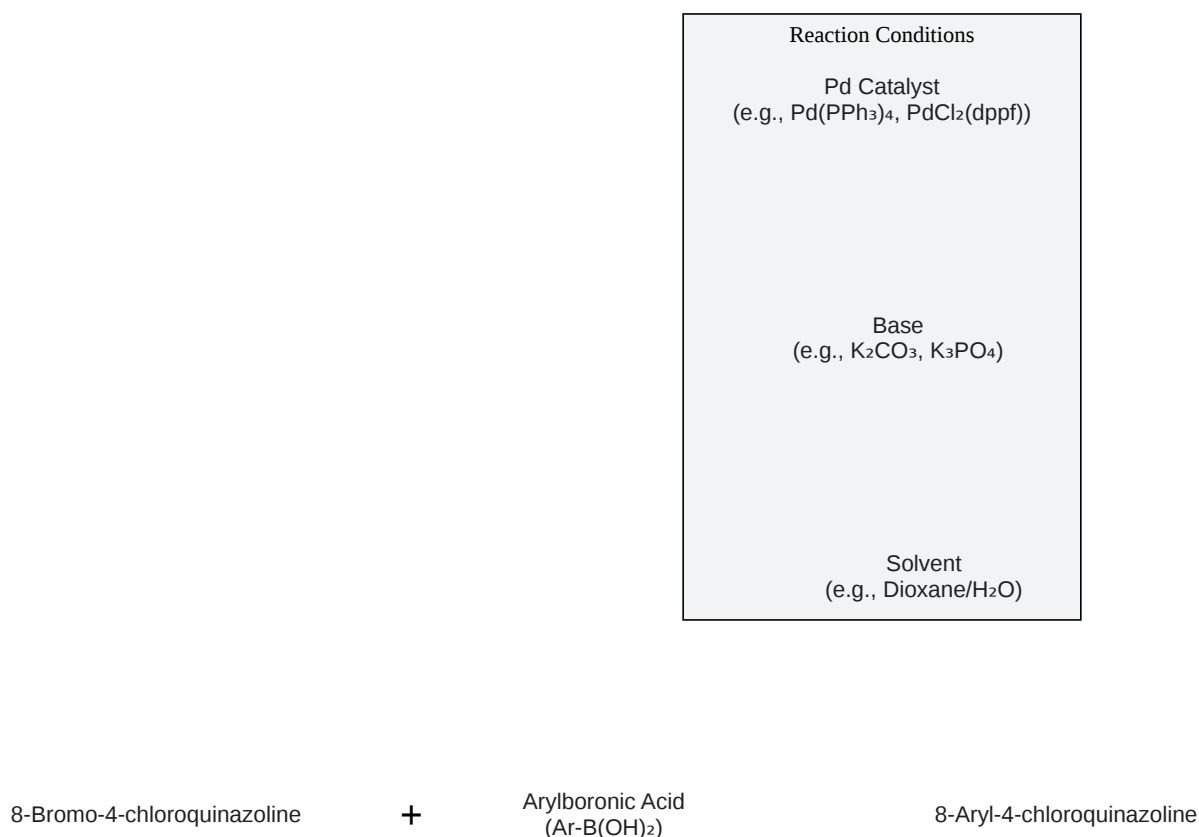 Reaction Conditions
Pd Catalyst
(e.g., Pd(PPh₃)₄, PdCl₂(dppf))
Base
(e.g., K₂CO₃, K₃PO₄)
Solvent
(e.g., Dioxane/H₂O)
8-Bromo-4-chloroquinazoline
+
Arylboronic Acid
(Ar-B(OH)₂)
8-Aryl-4-chloroquinazoline